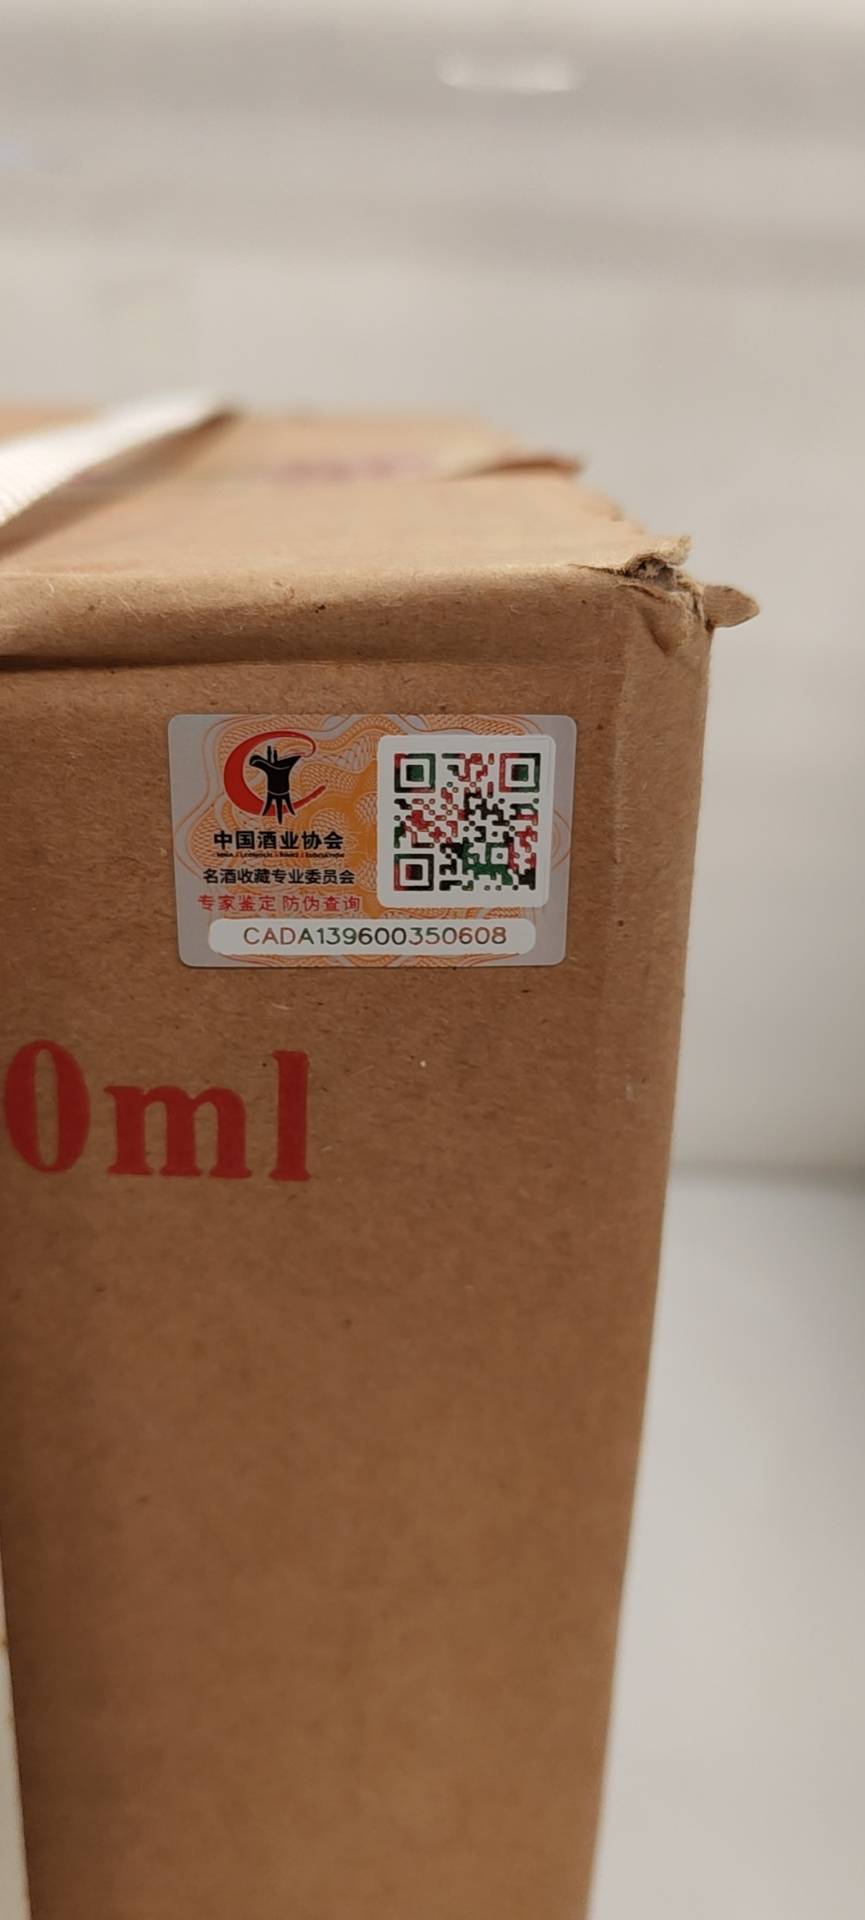 中国酒业协会
名酒收藏专业委员会
专家鉴定 防伪查询
CADA139600350608
0ml